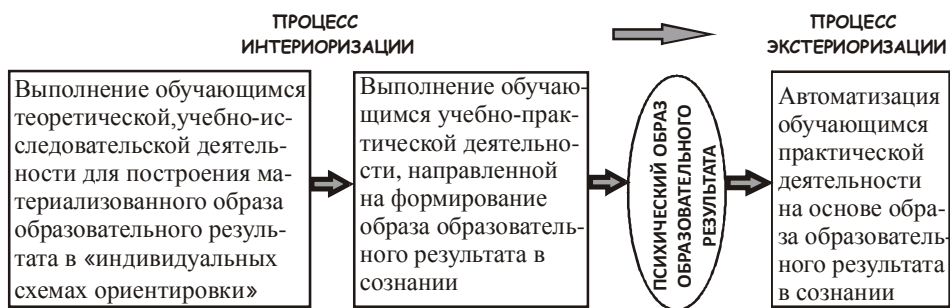 ПРОЦЕСС
ИНТЕРИОРИЗАЦИИ
ПРОЦЕСС
ЭКСТЕРИОРИЗАЦИИ
Выполнение обучающимся
теоретической,учебно-ис-
следовательской деятель-
ности для построения ма-
териализованного образа
образовательного резуль-
тата в «индивидуальных
схемах ориентировки»
Выполнение обучаю-
щимся учебно-прак-
тической деятельно-
сти, направленной
на формирование
образа образователь-
ного результата в
сознании
ПСИХИЧЕСКИЙ ОБРАЗ
ОБРАЗОВАТЕЛЬНОГО
РЕЗУЛЬТАТА
Автоматизация
обучающимся
практической
деятельности
на основе обра-
за образователь-
ного результата
в сознании